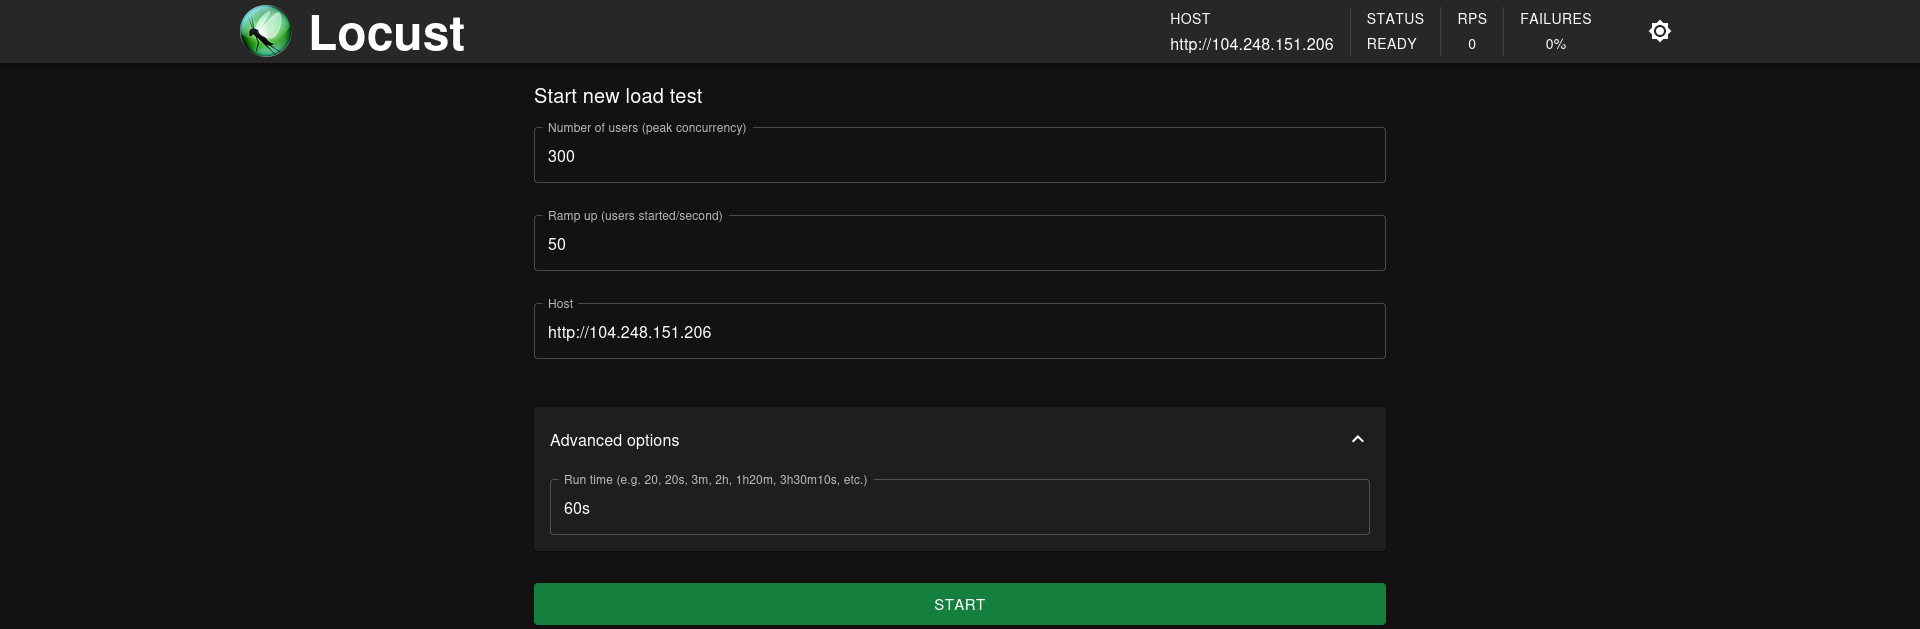 Locust
HOST
http://104.248.151.206
STATUS
READY
RPS
0
FAILURES
0%
Start new load test
Number of users (peak concurrency)
300
Ramp up (users started/second)
50
Host
http://104.248.151.206
Advanced options
Run time (e.g. 20, 20s, 3m, 2h, 1h20m, 3h30m10s, etc.)
60s
START